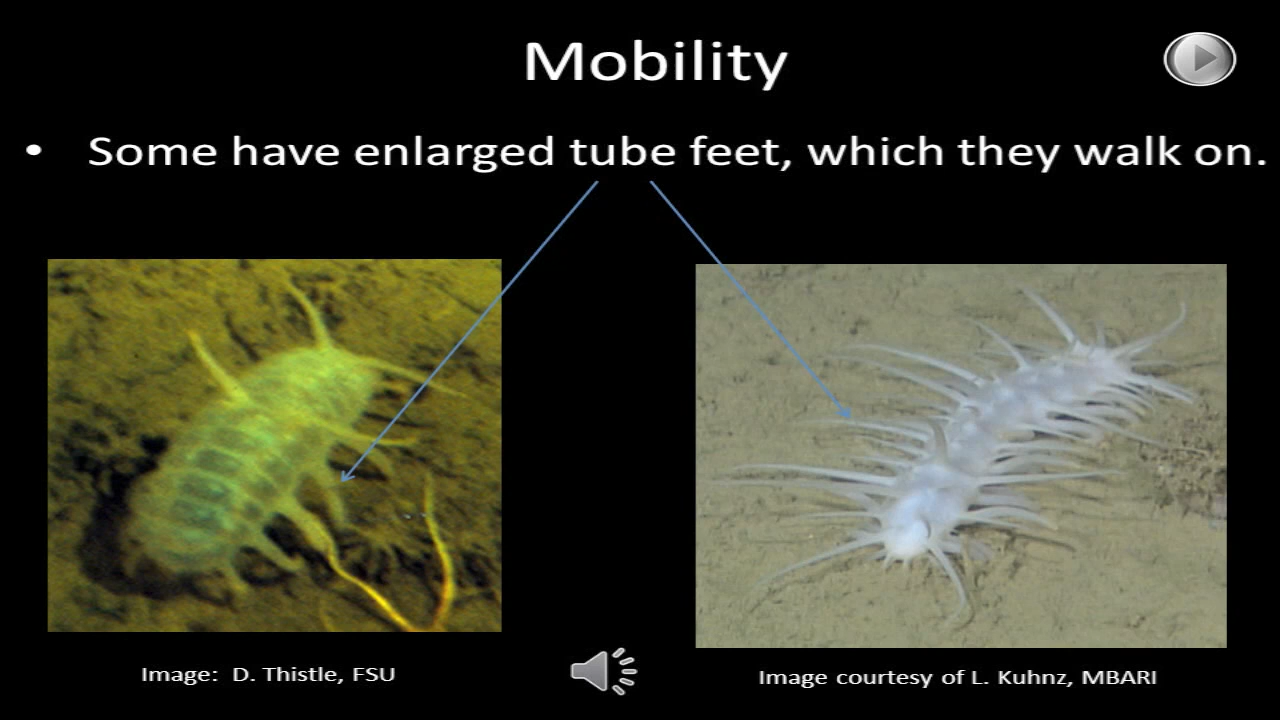 Mobility
• Some have enlarged tube feet, which they walk on.
Image: D. Thistle, FSU
Image courtesy of L. Kuhnz, MBARI